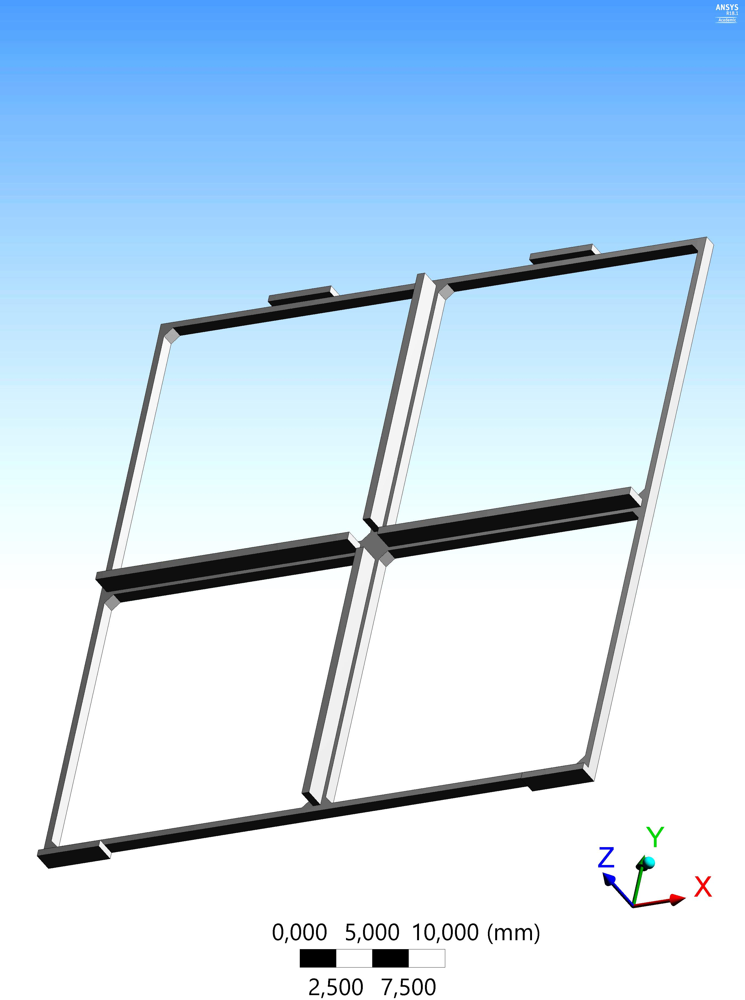 ANSYS
R18.1
Academic
Y
Z
X
0,000 5,000 10,000 (mm)
2,500 7,500